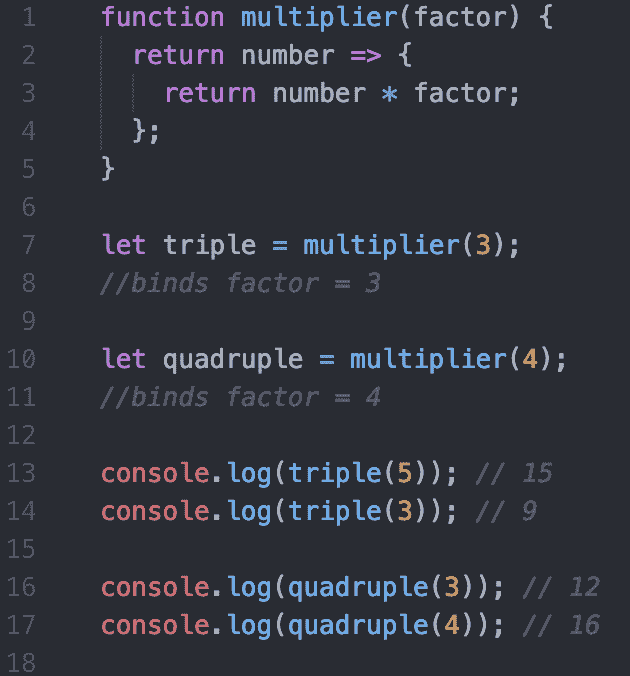 1 function multiplier(factor) {
2 return number => {
3 return number * factor;
4 };
5 }
6
7 let triple = multiplier(3);
8 //binds factor = 3
9
10 let quadruple = multiplier(4);
11 //binds factor = 4
12
13 console.log(triple(5)); // 15
14 console.log(triple(3)); // 9
15
16 console.log(quadruple(3)); // 12
17 console.log(quadruple(4)); // 16
18